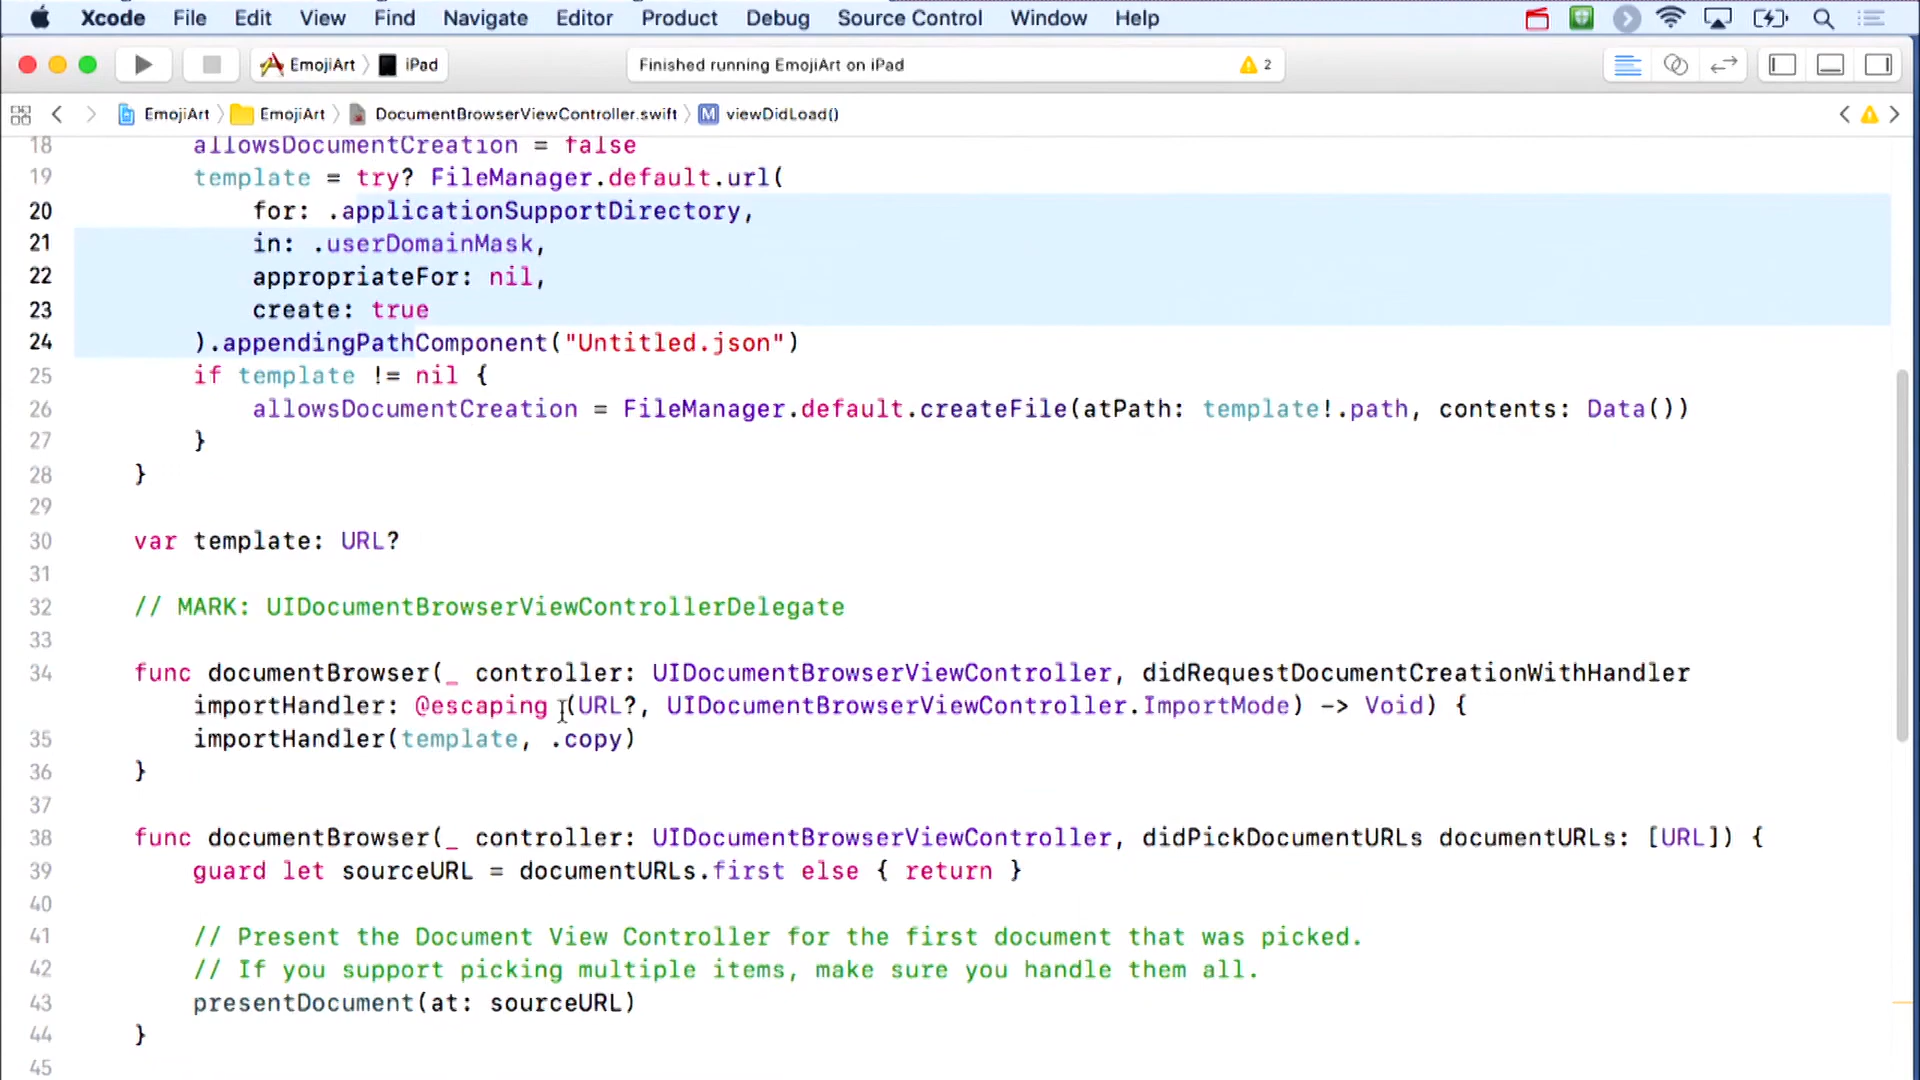 Xcode File Edit View Find Navigate Editor Product Debug Source Control Window Help
EmojiArt iPad Finished running EmojiArt on iPad 2
EmojiArt EmojiArt DocumentBrowserViewController.swift M viewDidLoad()
18 allowsDocumentCreation = false
19 template = try? FileManager.default.url(
20 for: .applicationSupportDirectory,
21 in: .userDomainMask,
22 appropriateFor: nil,
23 create: true
24 ).appendingPathComponent("Untitled.json")
25 if template != nil {
26 allowsDocumentCreation = FileManager.default.createFile(atPath: template!.path, contents: Data())
27 }
28 }
29
30 var template: URL?
31
32 // MARK: UIDocumentBrowserViewControllerDelegate
33
34 func documentBrowser(_ controller: UIDocumentBrowserViewController, didRequestDocumentCreationWithHandler
importHandler: @escaping (URL?, UIDocumentBrowserViewController.ImportMode) -> Void) {
35 importHandler(template, .copy)
36 }
37
38 func documentBrowser(_ controller: UIDocumentBrowserViewController, didPickDocumentURLs documentURLs: [URL]) {
39 guard let sourceURL = documentURLs.first else { return }
40
41 // Present the Document View Controller for the first document that was picked.
42 // If you support picking multiple items, make sure you handle them all.
43 presentDocument(at: sourceURL)
44 }
45